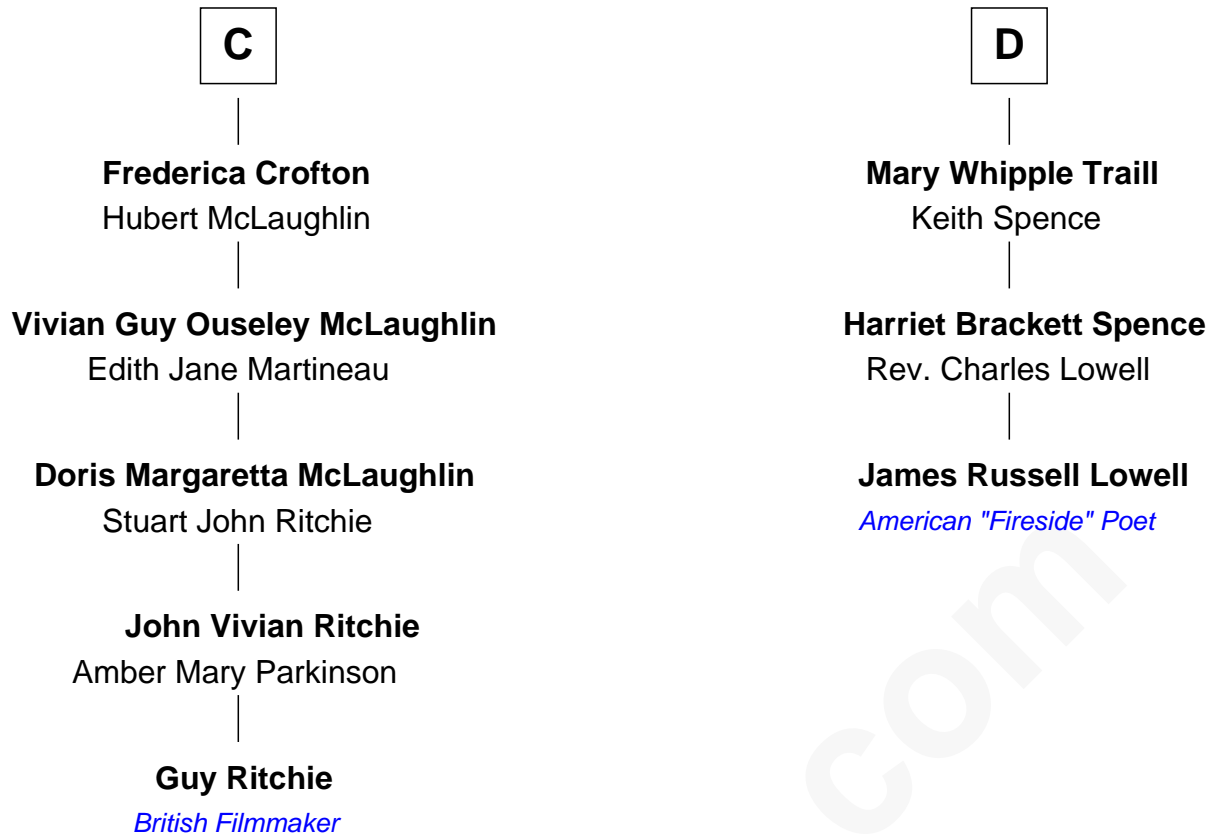 C
Frederica Crofton
Hubert McLaughlin
Vivian Guy Ouseley McLaughlin
Edith Jane Martineau
Doris Margaretta McLaughlin
Stuart John Ritchie
John Vivian Ritchie
Amber Mary Parkinson
Guy Ritchie
British Filmmaker
D
Mary Whipple Traill
Keith Spence
Harriet Brackett Spence
Rev. Charles Lowell
James Russell Lowell
American "Fireside" Poet
com